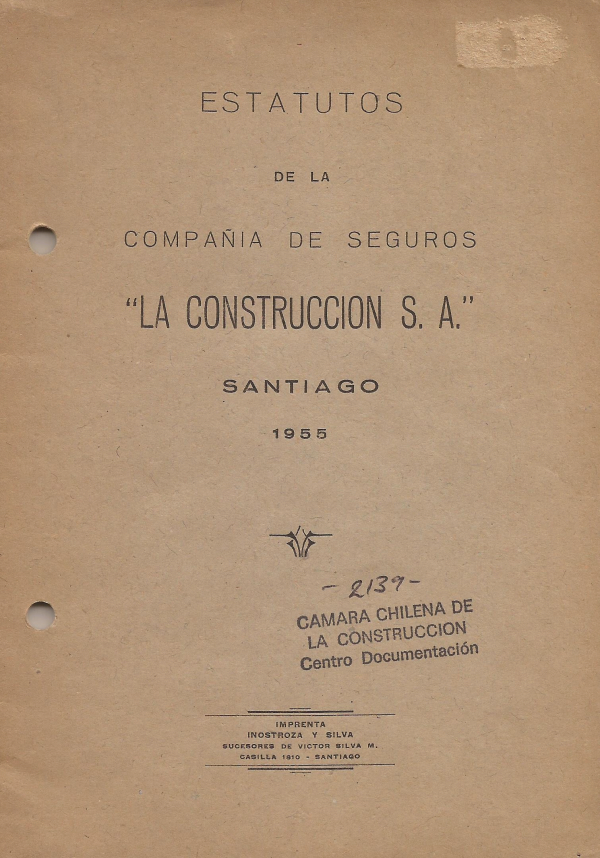 ESTATUTOS
DE LA
COMPAÑIA DE SEGUROS
“LA CONSTRUCCION S. A.”
SANTIAGO
1955
- 2139 -
CAMARA CHILENA DE
LA CONSTRUCCION
Centro Documentación
IMPRENTA
INOSTROZA Y SILVA
SUCESORES DE VICTOR SILVA M.
CASILLA 1910 - SANTIAGO